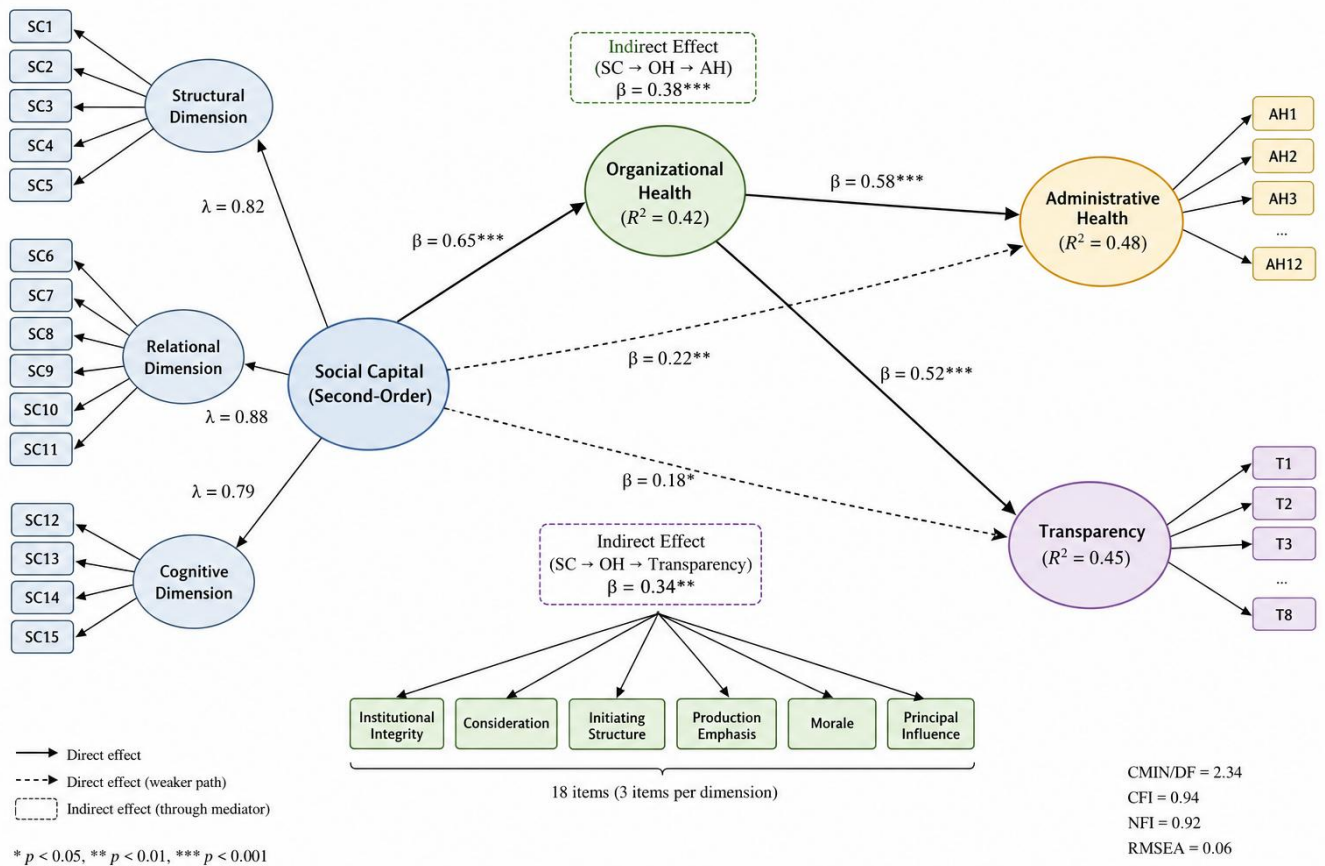 SC1
SC2
SC3
SC4
SC5
Structural
Dimension
λ = 0.82
SC6
SC7
SC8
SC9
SC10
SC11
Relational
Dimension
λ = 0.88
SC12
SC13
SC14
SC15
Cognitive
Dimension
λ = 0.79
Social Capital
(Second-Order)
β = 0.65***
Indirect Effect
(SC → OH → AH)
β = 0.38***
Organizational
Health
(R² = 0.42)
β = 0.58***
β = 0.22**
β = 0.52***
β = 0.18*
Administrative
Health
(R² = 0.48)
AH1
AH2
AH3
...
AH12
Transparency
(R² = 0.45)
T1
T2
T3
...
T8
Indirect Effect
(SC → OH → Transparency)
β = 0.34**
Institutional
Integrity
Consideration
Initiating
Structure
Production
Emphasis
Morale
Principal
Influence
18 items (3 items per dimension)
Direct effect
Direct effect (weaker path)
Indirect effect (through mediator)
* p < 0.05, ** p < 0.01, *** p < 0.001
CMIN/DF = 2.34
CFI = 0.94
NFI = 0.92
RMSEA = 0.06